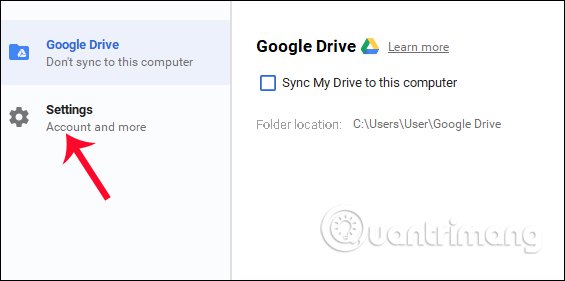 Google Drive
Don't sync to this computer
Settings
Account and more
Google Drive Learn more
Sync My Drive to this computer
Folder location: C:\Users\User\Google Drive
Quantrimang